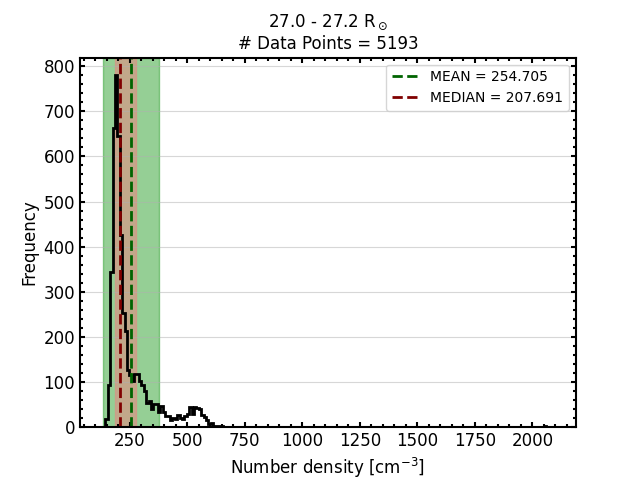 27.0 - 27.2 R⊙
# Data Points = 5193
MEAN = 254.705
MEDIAN = 207.691
Frequency
800
700
600
500
400
300
200
100
0
250
500
750
1000
1250
1500
1750
2000
Number density [cm⁻³]